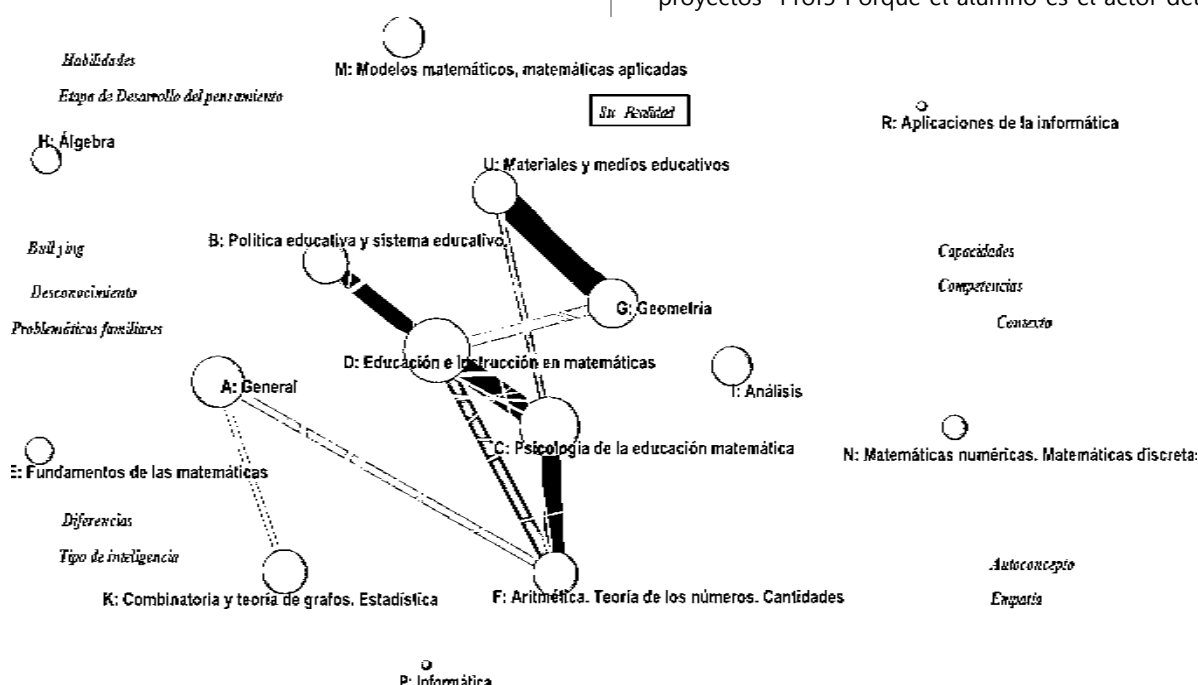 proyectos" Prof3 Porque el alumno es el actor del
Habilidades
M: Modelos matemáticos, matemáticas aplicadas
Etapa de Desarrollo del pensamiento
Su Realidad
R: Aplicaciones de la informática
H: Álgebra
U: Materiales y medios educativos
B: Política educativa y sistema educativo
Bullying
Capacidades
Desconocimiento
Competencias
G: Geometría
Contexto
Problemáticas familiares
D: Educación e Instrucción en matemáticas
A: General
I: Análisis
C: Psicología de la educación matemática
N: Matemáticas numéricas. Matemáticas discretas
E: Fundamentos de las matemáticas
Diferencias
Tipo de inteligencia
Autoconcepto
K: Combinatoria y teoría de grafos. Estadística
F: Aritmética. Teoría de los números. Cantidades
Empatía
P: Informática